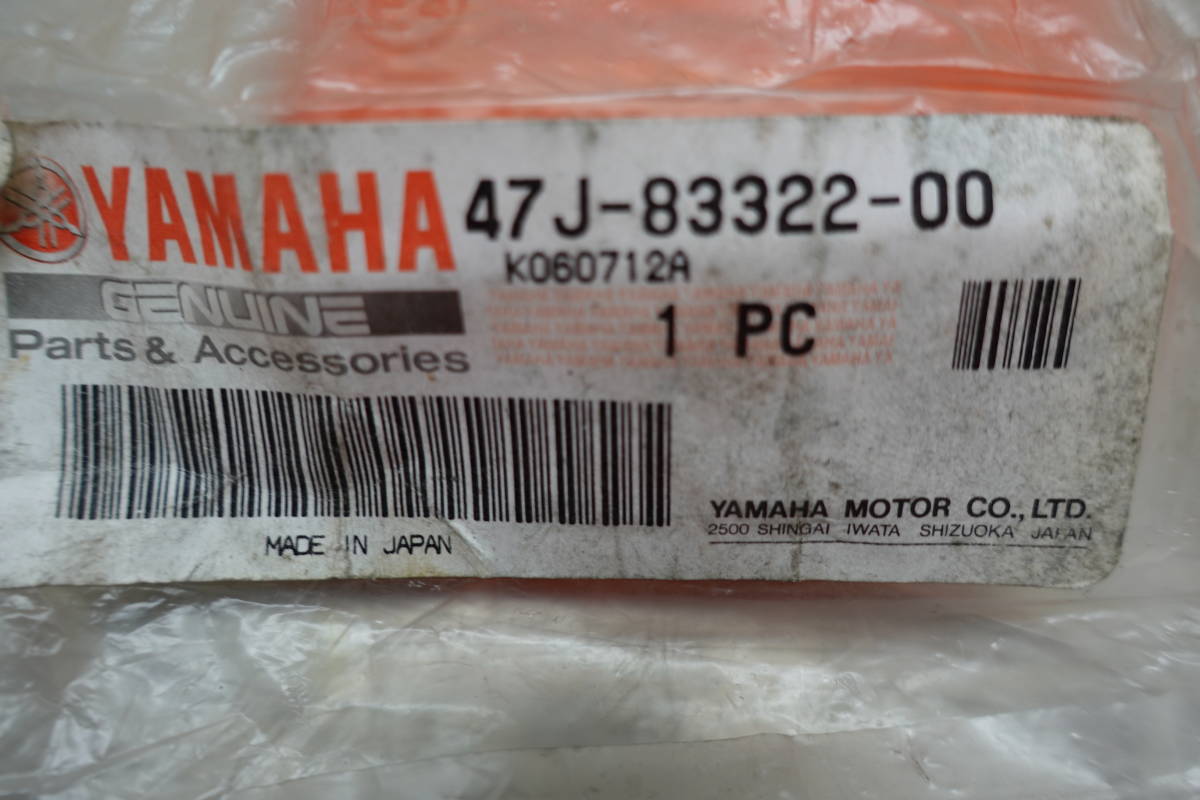 YAMAHA 47J-83322-00
K060712A
GENUINE
1 PC
Parts & Accessories
YAMAHA MOTOR CO., LTD.
2500 SHINGAI IWATA SHIZUOKA JAPAN
MADE IN JAPAN